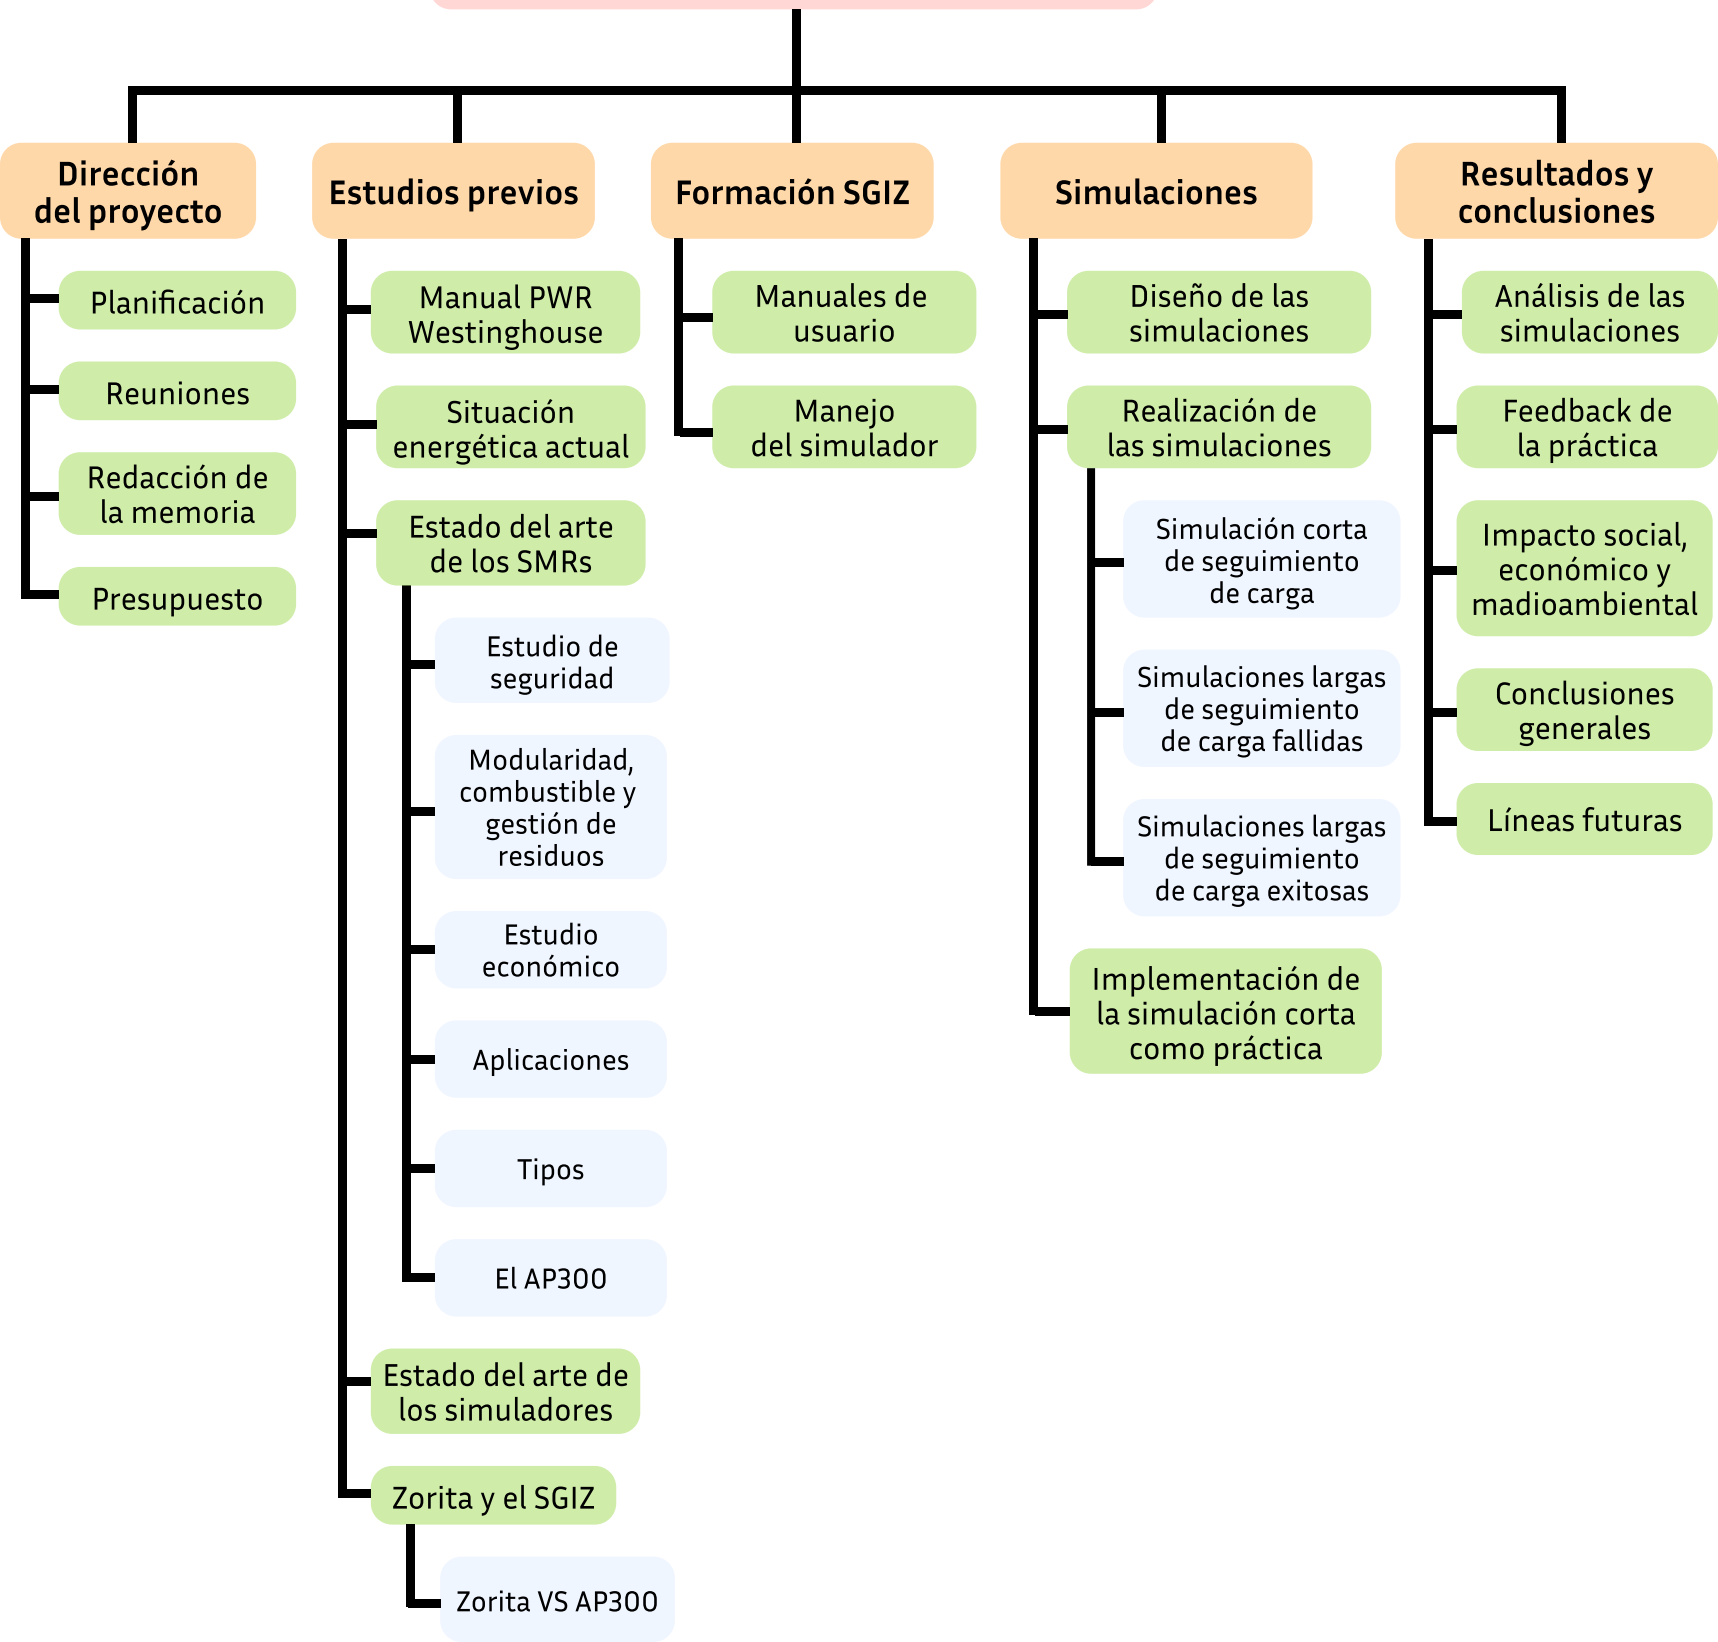 Dirección
del proyecto
Planificación
Reuniones
Redacción de
la memoria
Presupuesto
Estudios previos
Manual PWR
Westinghouse
Situación
energética actual
Estado del arte
de los SMRs
Estudio de
seguridad
Modularidad,
combustible y
gestión de
residuos
Estudio
económico
Aplicaciones
Tipos
El AP300
Estado del arte de
los simuladores
Zorita y el SGIZ
Zorita VS AP300
Formación SGIZ
Manuales de
usuario
Manejo
del simulador
Simulaciones
Diseño de las
simulaciones
Realización de
las simulaciones
Simulación corta
de seguimiento
de carga
Simulaciones largas
de seguimiento
de carga fallidas
Simulaciones largas
de seguimiento
de carga exitosas
Implementación de
la simulación corta
como práctica
Resultados y
conclusiones
Análisis de las
simulaciones
Feedback de
la práctica
Impacto social,
económico y
madioambiental
Conclusiones
generales
Líneas futuras